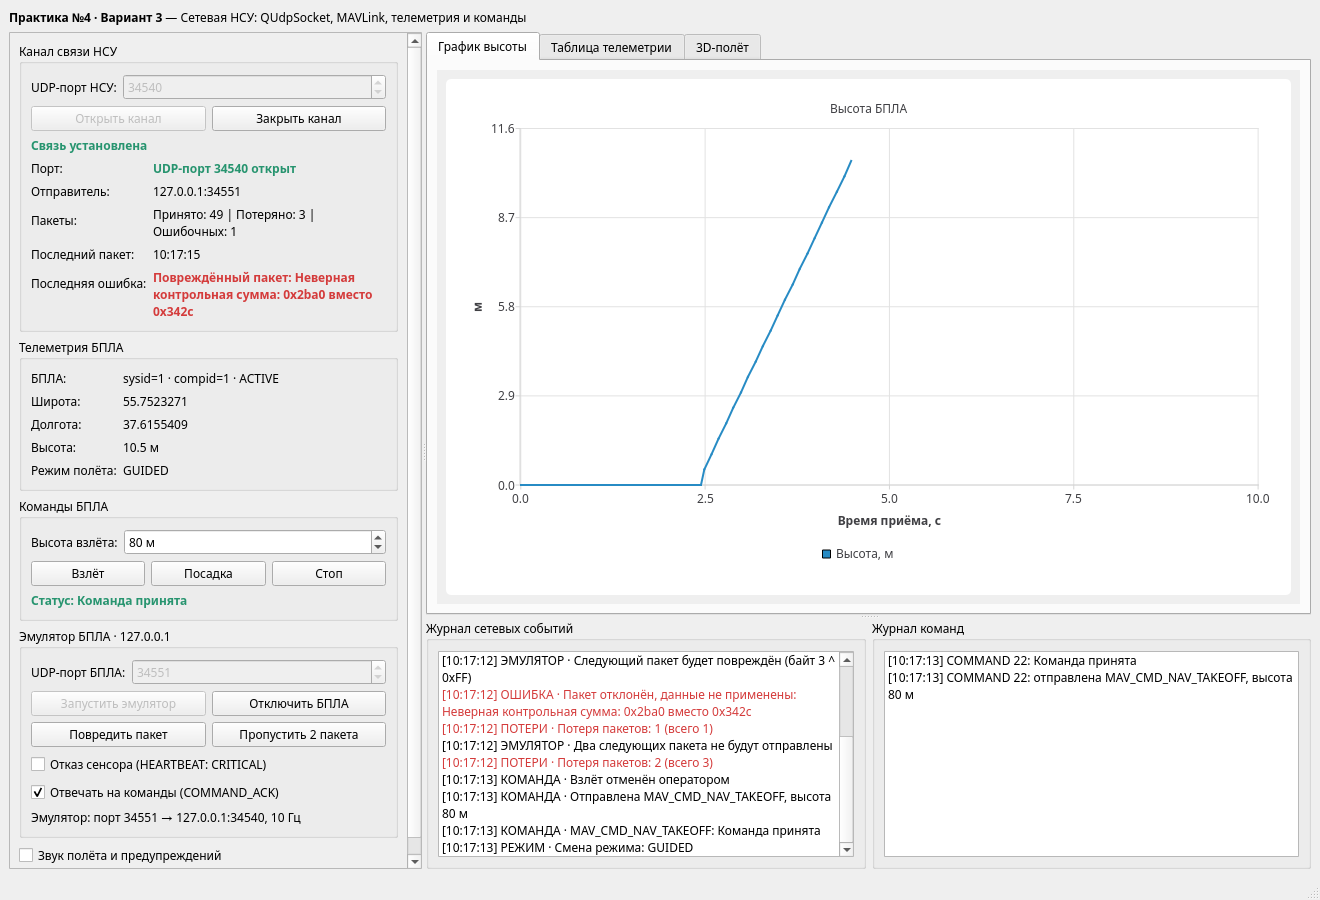 Практика №4 · Вариант 3 — Сетевая НСУ: QUdpSocket, MAVLink, телеметрия и команды
Канал связи НСУ
UDP-порт НСУ: 34540
Открыть канал
Закрыть канал
Связь установлена
Порт: UDP-порт 34540 открыт
Отправитель: 127.0.0.1:34551
Пакеты: Принято: 49 | Потеряно: 3 |
Ошибочных: 1
Последний пакет: 10:17:15
Последняя ошибка: Повреждённый пакет: Неверная
контрольная сумма: 0x2ba0 вместо
0x342c
Телеметрия БПЛА
БПЛА: sysid=1 · compid=1 · ACTIVE
Широта: 55.7523271
Долгота: 37.6155409
Высота: 10.5 м
Режим полёта: GUIDED
Команды БПЛА
Высота взлёта: 80 м
Взлёт
Посадка
Стоп
Статус: Команда принята
Эмулятор БПЛА · 127.0.0.1
UDP-порт БПЛА: 34551
Запустить эмулятор
Отключить БПЛА
Повредить пакет
Пропустить 2 пакета
Отказ сенсора (HEARTBEAT: CRITICAL)
Отвечать на команды (COMMAND_ACK)
Эмулятор: порт 34551 → 127.0.0.1:34540, 10 Гц
Звук полёта и предупреждений
График высоты
Таблица телеметрии
3D-полёт
Высота БПЛА
11.6
8.7
5.8
2.9
0.0
м
0.0
2.5
5.0
7.5
10.0
Время приёма, с
Высота, м
Журнал сетевых событий
[10:17:12] ЭМУЛЯТОР · Следующий пакет будет повреждён (байт 3 ^
0xFF)
[10:17:12] ОШИБКА · Пакет отклонён, данные не применены:
Неверная контрольная сумма: 0x2ba0 вместо 0x342c
[10:17:12] ПОТЕРИ · Потеря пакетов: 1 (всего 1)
[10:17:12] ЭМУЛЯТОР · Два следующих пакета не будут отправлены
[10:17:12] ПОТЕРИ · Потеря пакетов: 2 (всего 3)
[10:17:13] КОМАНДА · Взлёт отменён оператором
[10:17:13] КОМАНДА · Отправлена MAV_CMD_NAV_TAKEOFF, высота
80 м
[10:17:13] КОМАНДА · MAV_CMD_NAV_TAKEOFF: Команда принята
[10:17:13] РЕЖИМ · Смена режима: GUIDED
Журнал команд
[10:17:13] COMMAND 22: Команда принята
[10:17:13] COMMAND 22: отправлена MAV_CMD_NAV_TAKEOFF, высота
80 м